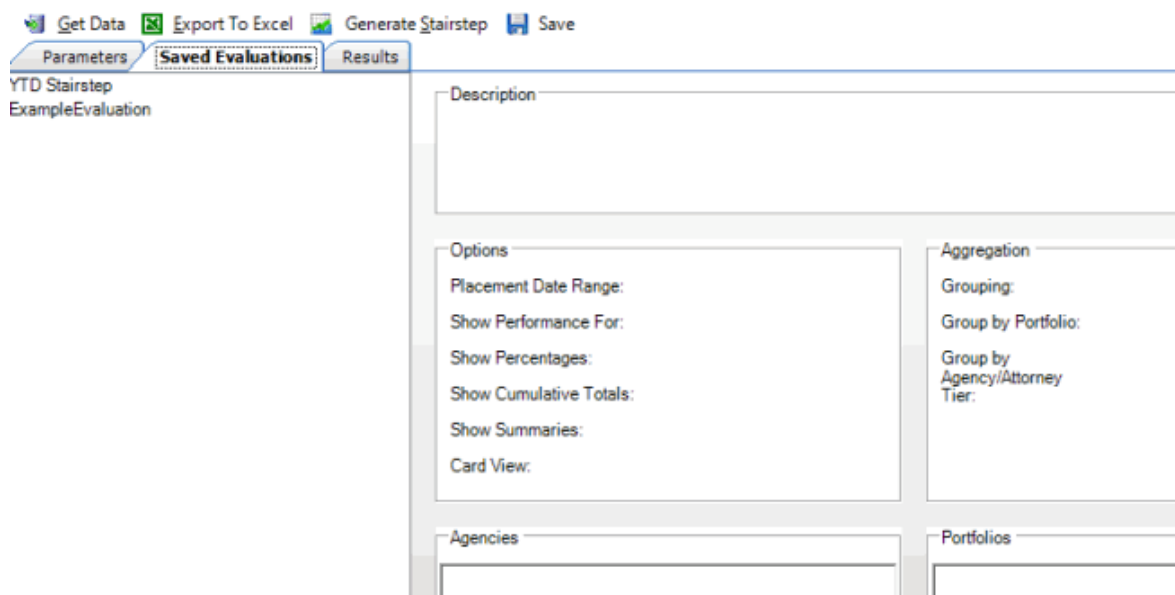 Get Data Export To Excel Generate Stairstep Save
Parameters Saved Evaluations Results
YTD Stairstep
ExampleEvaluation
Description
Options
Placement Date Range:
Show Performance For:
Show Percentages:
Show Cumulative Totals:
Show Summaries:
Card View:
Aggregation
Grouping:
Group by Portfolio:
Group by
Agency/Attorney
Tier:
Agencies
Portfolios